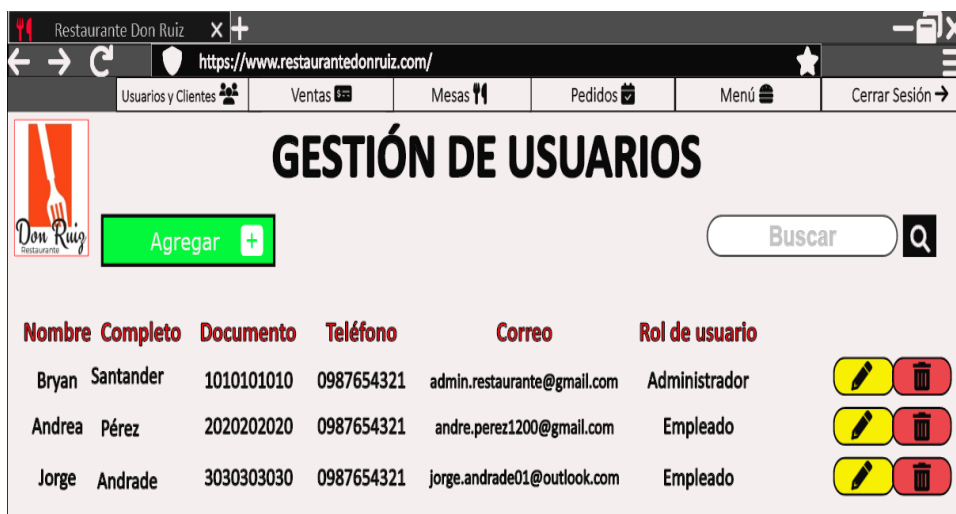 Restaurante Don Ruiz
https://www.restaurantedonruiz.com/
Usuarios y Clientes Ventas Mesas Pedidos Menú Cerrar Sesión
GESTIÓN DE USUARIOS
Don Ruiz
Restaurante
Agregar
Buscar
Nombre Completo Documento Teléfono Correo Rol de usuario
Bryan Santander 1010101010 0987654321 admin.restaurante@gmail.com Administrador
Andrea Pérez 2020202020 0987654321 andre.perez1200@gmail.com Empleado
Jorge Andrade 3030303030 0987654321 jorge.andrade01@outlook.com Empleado